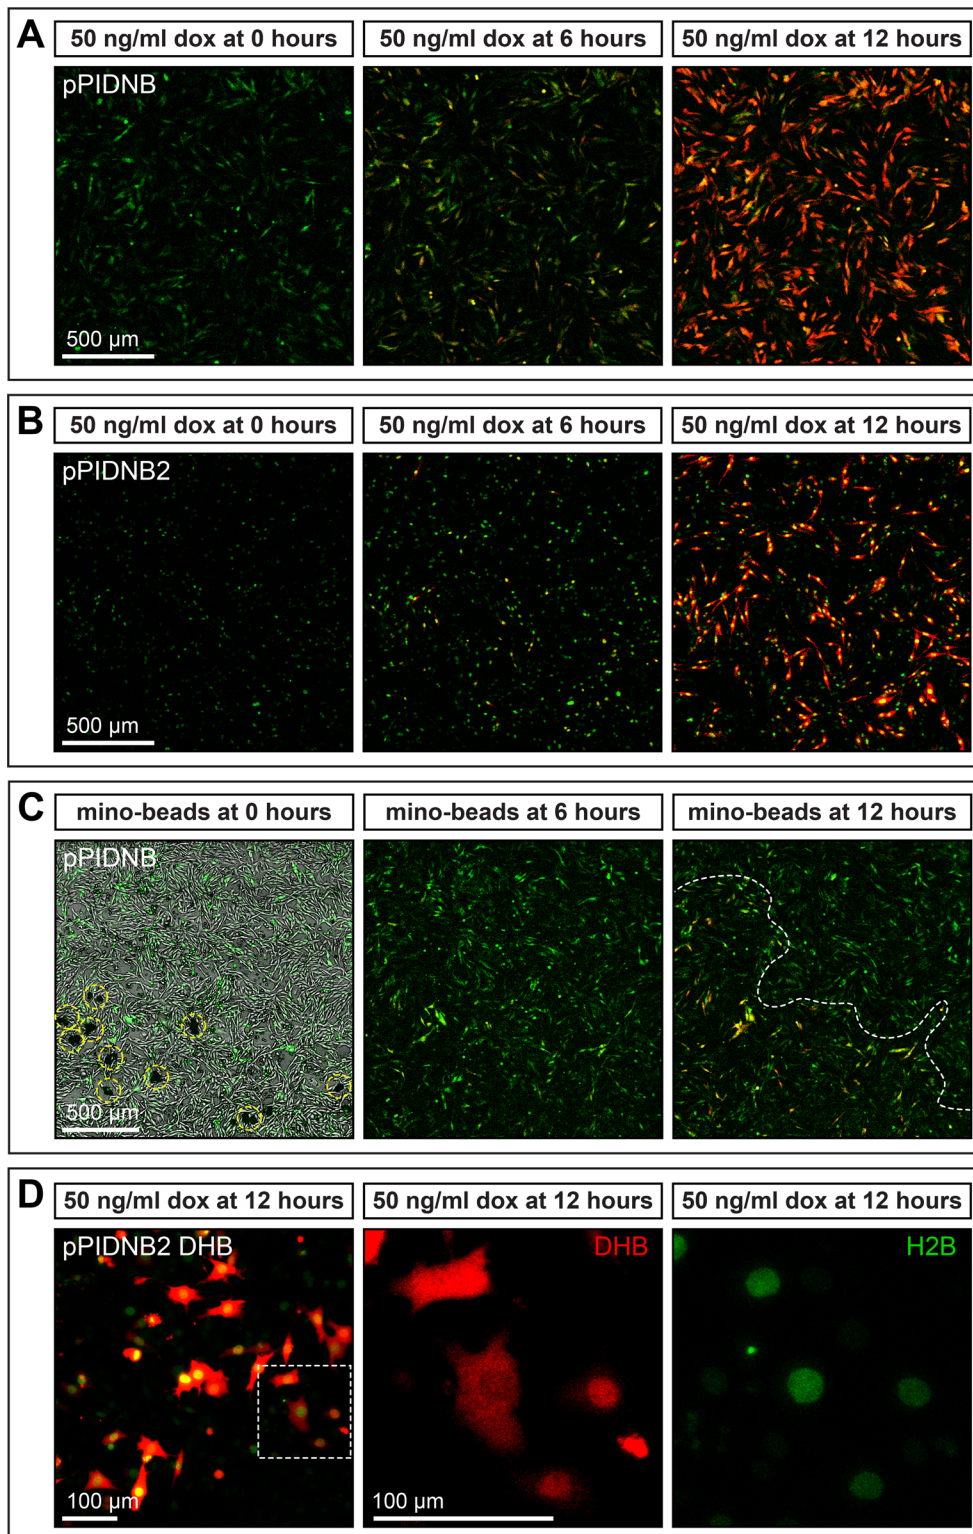 A
50 ng/ml dox at 0 hours
50 ng/ml dox at 6 hours
50 ng/ml dox at 12 hours
pPIDNB
500 µm
B
50 ng/ml dox at 0 hours
50 ng/ml dox at 6 hours
50 ng/ml dox at 12 hours
pPIDNB2
500 µm
C
mino-beads at 0 hours
mino-beads at 6 hours
mino-beads at 12 hours
pPIDNB
500 µm
D
50 ng/ml dox at 12 hours
50 ng/ml dox at 12 hours
50 ng/ml dox at 12 hours
pPIDNB2 DHB
DHB
H2B
100 µm
100 µm